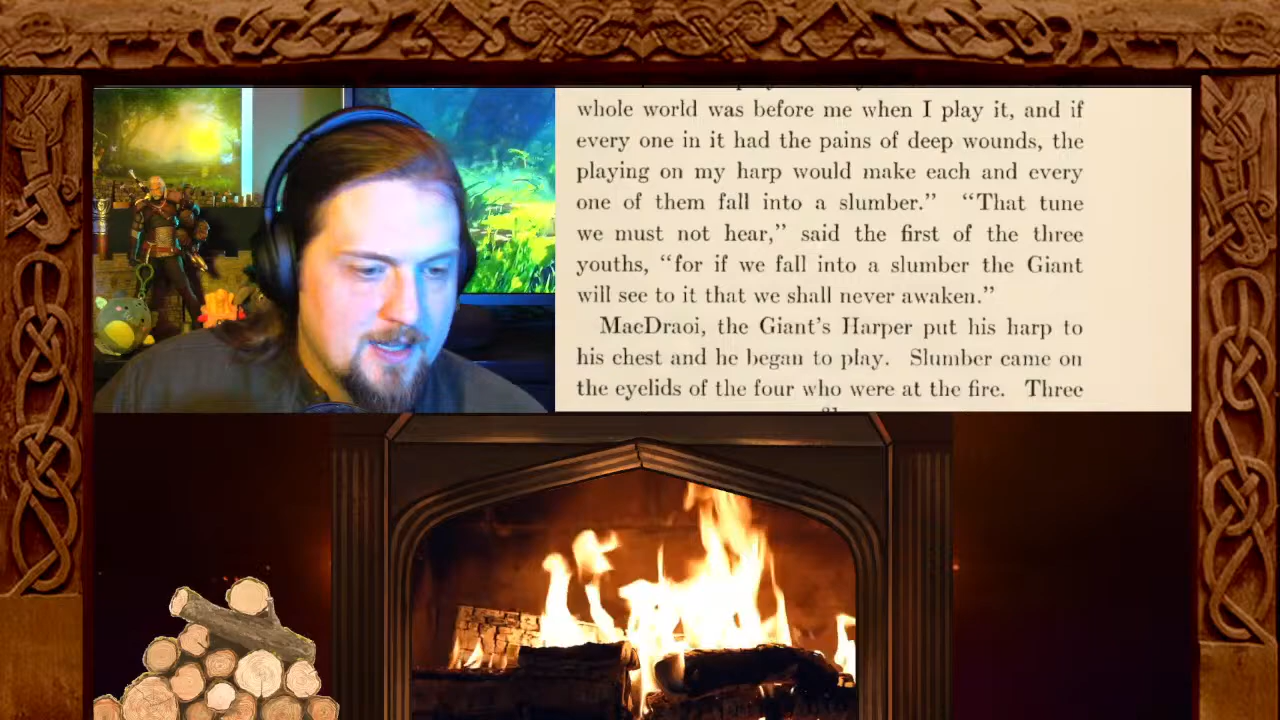 whole world was before me when I play it, and if
every one in it had the pains of deep wounds, the
playing on my harp would make each and every
one of them fall into a slumber.” “That tune
we must not hear,” said the first of the three
youths, “for if we fall into a slumber the Giant
will see to it that we shall never awaken.”
MacDraoi, the Giant’s Harper put his harp to
his chest and he began to play. Slumber came on
the eyelids of the four who were at the fire. Three